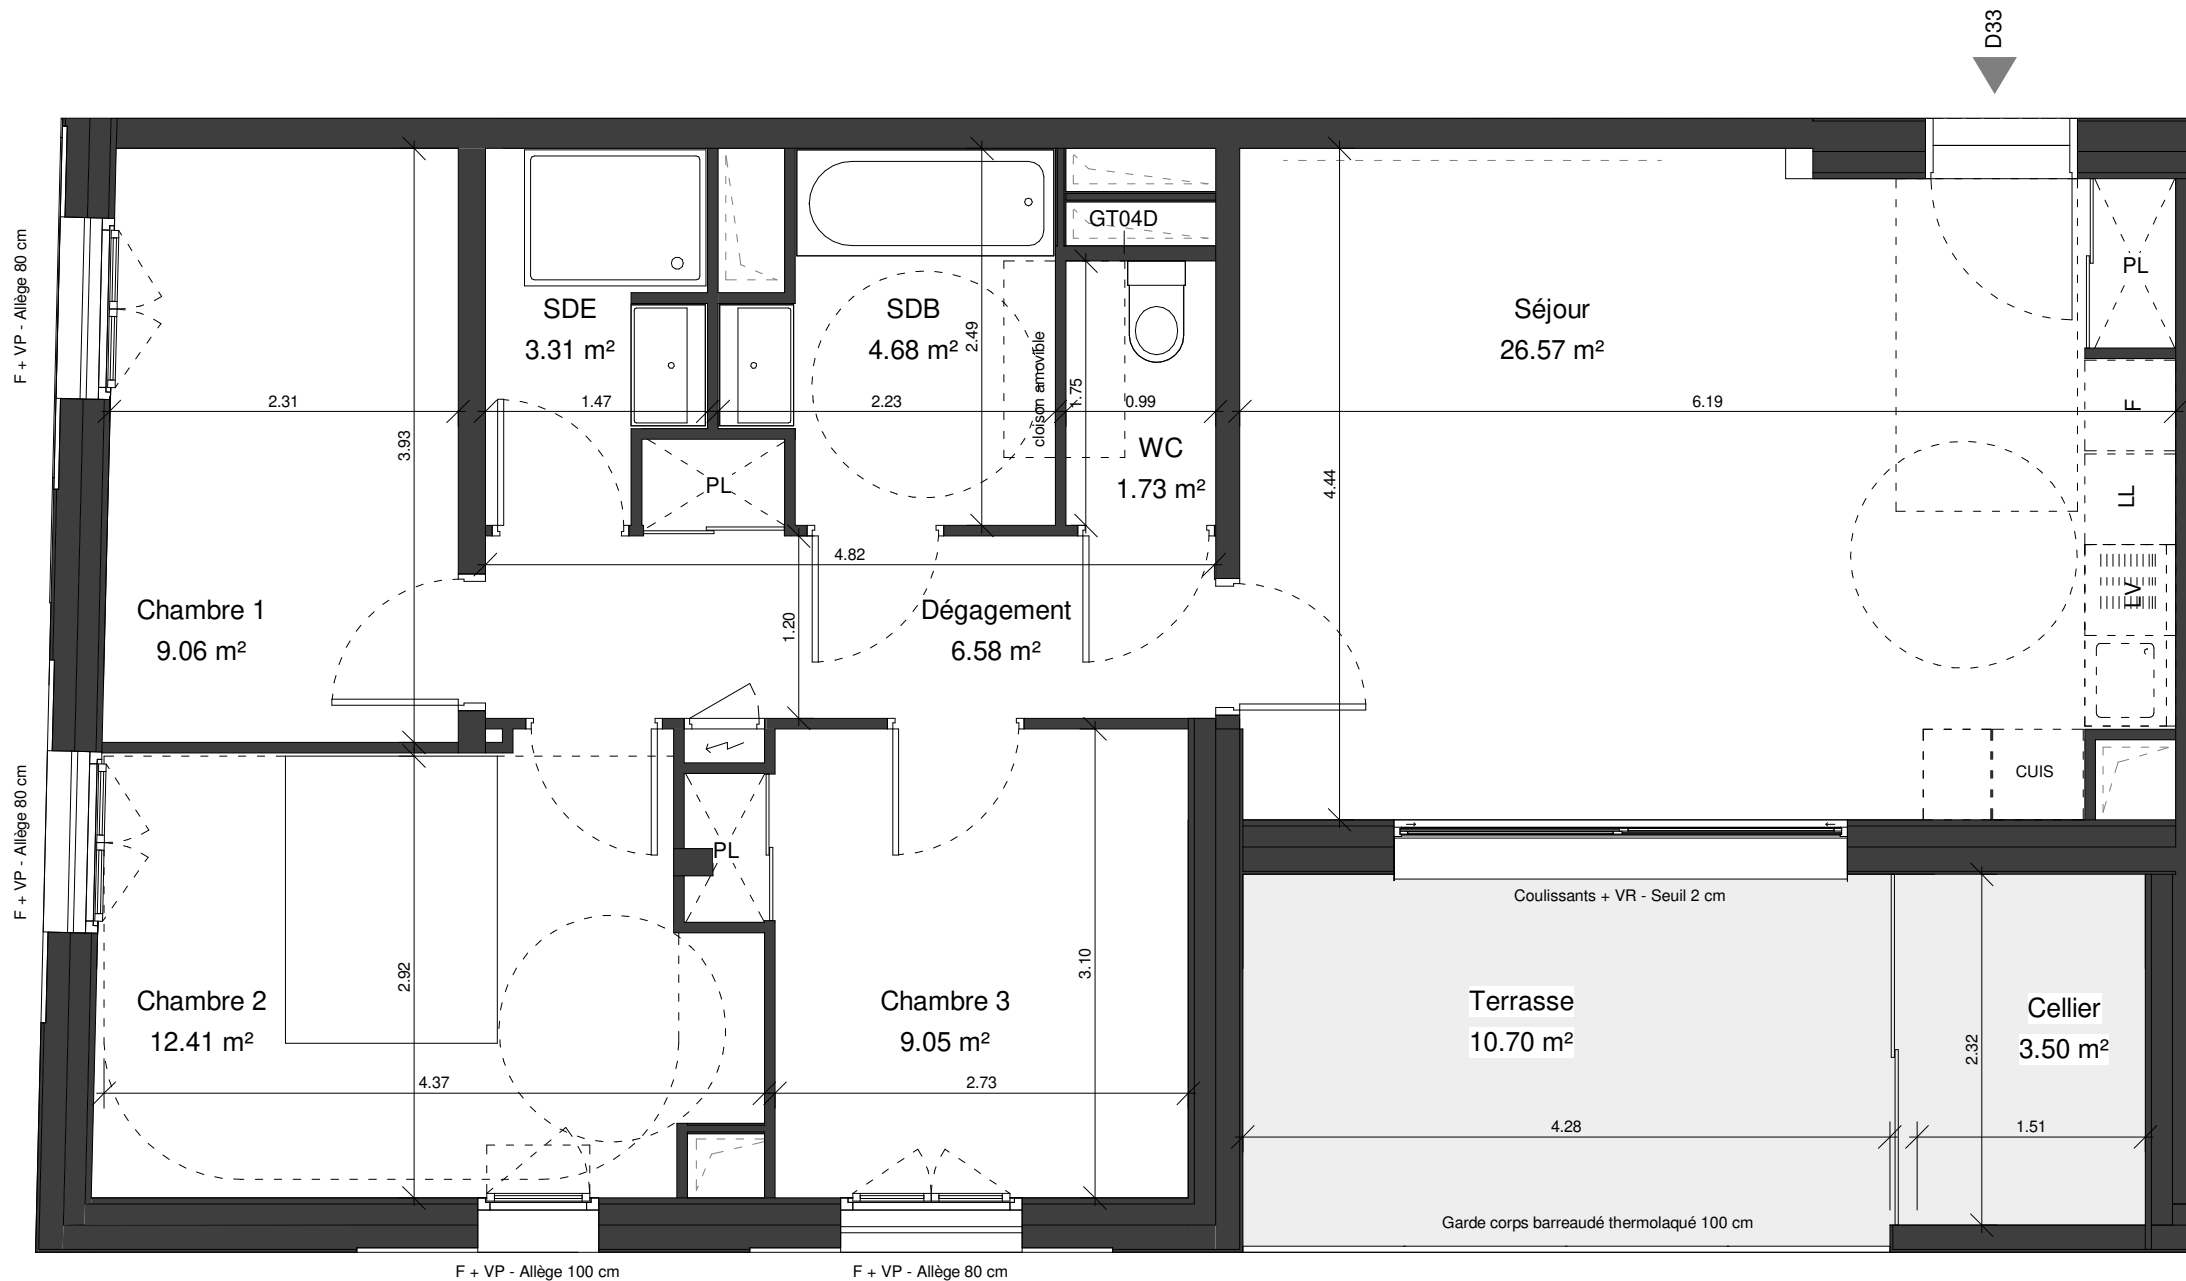 D33
F + VP - Allège 80 cm
GT04D
PL
SDE
3.31 m²
SDB
4.68 m²
2.49
cloison amovible
1.75
Séjour
26.57 m²
2.31
1.47
2.23
0.99
6.19
F
3.93
WC
1.73 m²
PL
4.44
LL
4.82
LV
Chambre 1
9.06 m²
1.20
Dégagement
6.58 m²
CUIS
F + VP - Allège 80 cm
PL
Coulissants + VR - Seuil 2 cm
2.92
3.10
Chambre 2
12.41 m²
Chambre 3
9.05 m²
Terrasse
10.70 m²
2.32
Cellier
3.50 m²
4.37
2.73
4.28
1.51
Garde corps barreaudé thermolaqué 100 cm
F + VP - Allège 100 cm
F + VP - Allège 80 cm